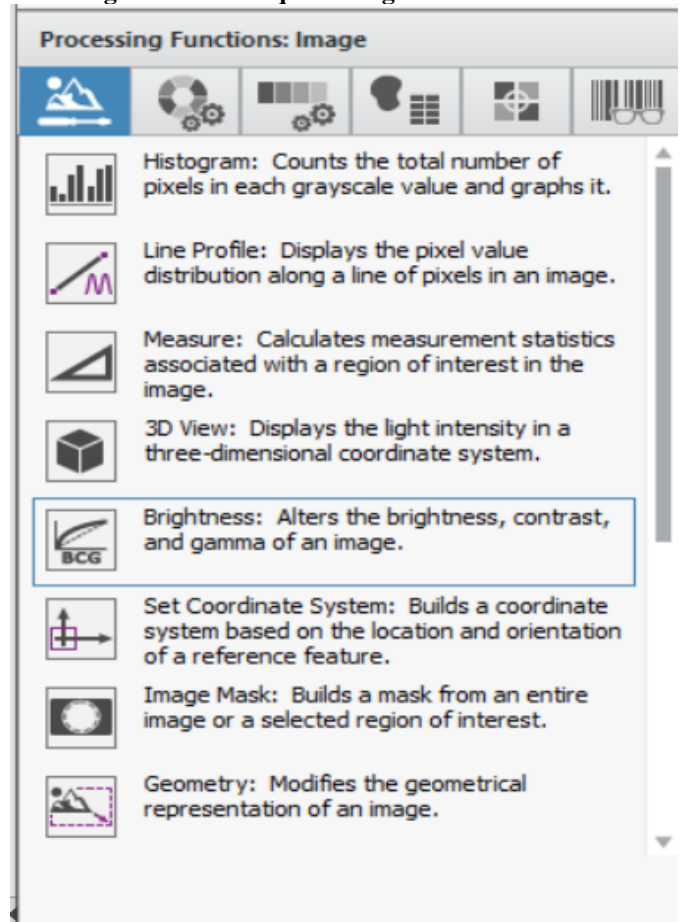 Processing Functions: Image
Histogram: Counts the total number of
pixels in each grayscale value and graphs it.
Line Profile: Displays the pixel value
distribution along a line of pixels in an image.
Measure: Calculates measurement statistics
associated with a region of interest in the
image.
3D View: Displays the light intensity in a
three-dimensional coordinate system.
Brightness: Alters the brightness, contrast,
and gamma of an image.
BCG
Set Coordinate System: Builds a coordinate
system based on the location and orientation
of a reference feature.
Image Mask: Builds a mask from an entire
image or a selected region of interest.
Geometry: Modifies the geometrical
representation of an image.